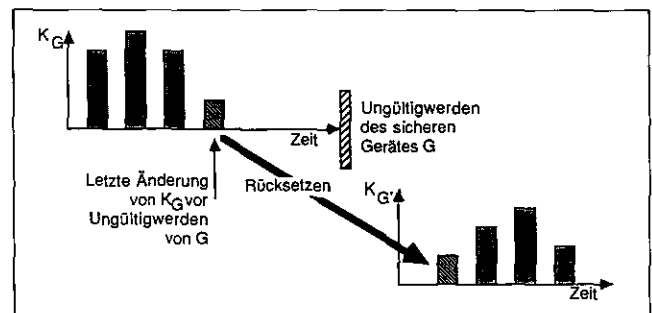 K_G
Zeit
Ungültigwerden
des sicheren
Gerätes G
Letzte Änderung
von K_G vor
Ungültigwerden
von G
Rücksetzen
K_G'
Zeit